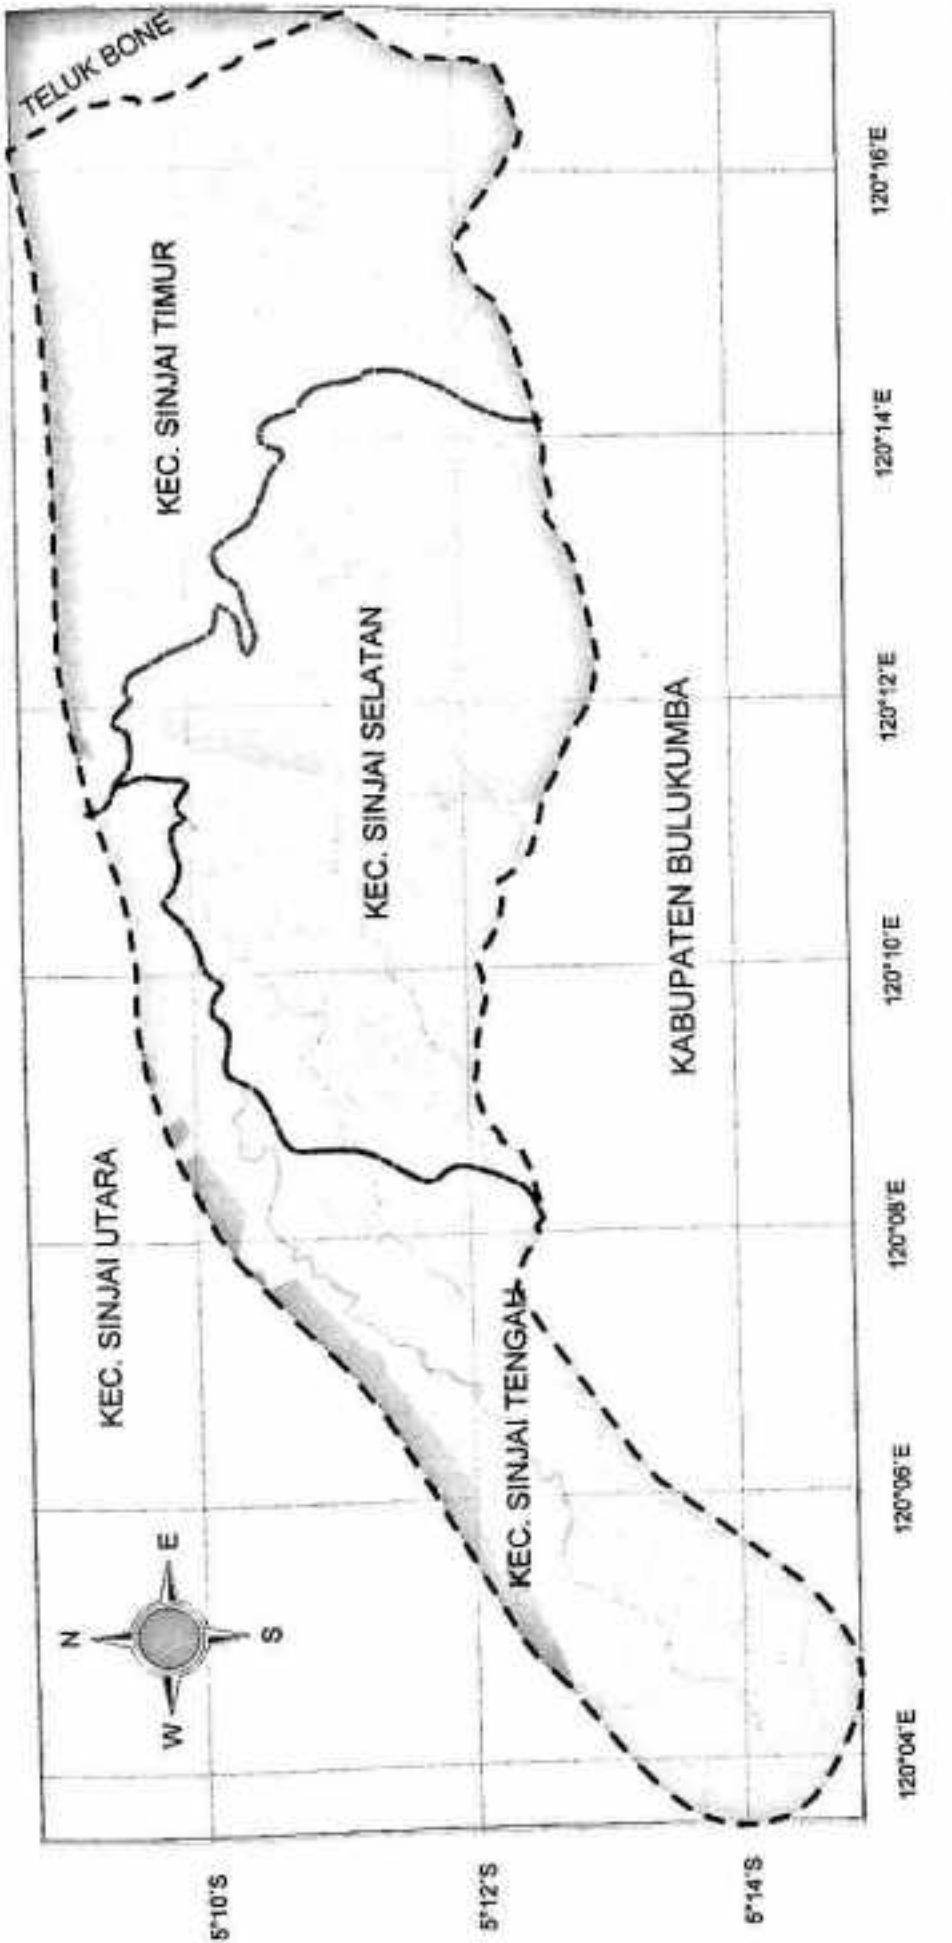 TELUK BONE
KEC. SINJAI UTARA
KEC. SINJAI TIMUR
KEC. SINJAI SELATAN
KEC. SINJAI TENGAH
KABUPATEN BULUKUMBA
N
W
E
S
5°10'S
5°12'S
5°14'S
120°04'E
120°06'E
120°08'E
120°10'E
120°12'E
120°14'E
120°16'E